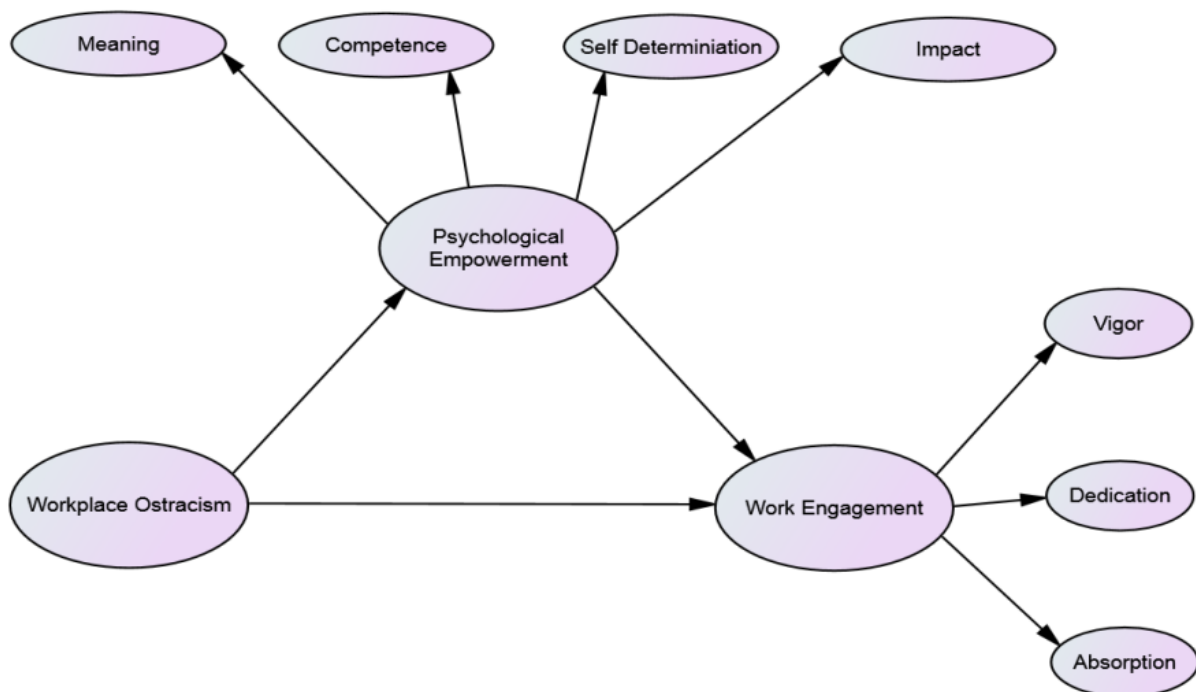 Meaning
Competence
Self Determiniation
Impact
Psychological
Empowerment
Vigor
Workplace Ostracism
Work Engagement
Dedication
Absorption